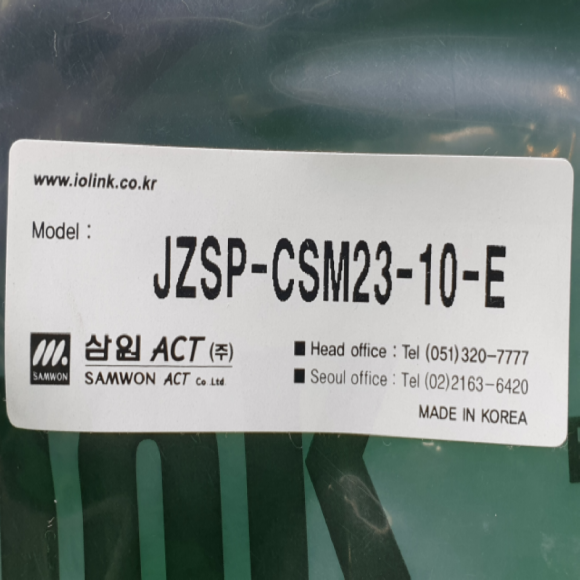 www.iolink.co.kr
Model :
JZSP-CSM23-10-E
SAMWON
삼원 ACT (주)
SAMWON ACT Co Ltd
■ Head office : Tel (051)320-7777
■ Seoul office : Tel (02)2163-6420
MADE IN KOREA
ink